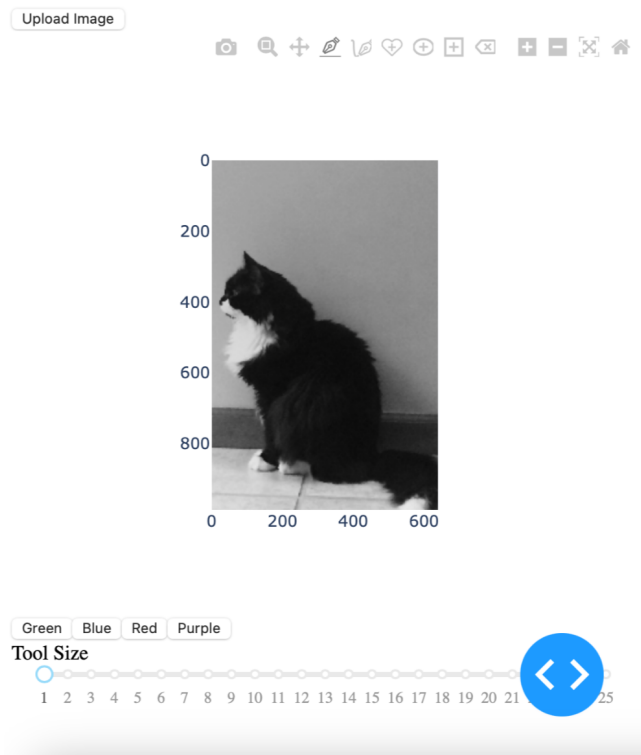 Upload Image
0
200
400
600
800
0 200 400 600
Green Blue Red Purple
Tool Size
1 2 3 4 5 6 7 8 9 10 11 12 13 14 15 16 17 18 19 20 21 25